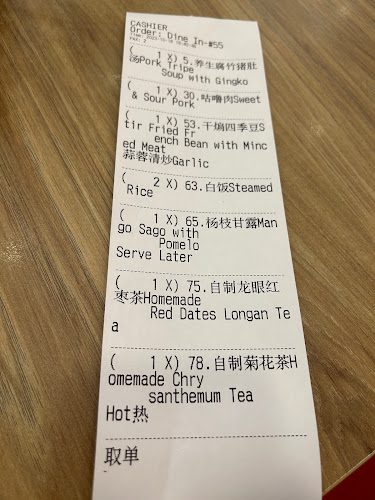 CASHIER
Order: Dine In-#55
PAX: 2
( 1 X) 5.养生腐竹猪肚
汤Pork Tripe
Soup with Gingko
( 1 X) 30.咕噜肉Sweet
& Sour Pork
( 1 X) 53.干煸四季豆S
tir Fried Fr
ench Bean with Minc
ed Meat
蒜蓉清炒Garlic
( 2 X) 63.白饭Steamed
Rice
( 1 X) 65.杨枝甘露Man
go Sago with
Pomelo
Serve Later
( 1 X) 75.自制龙眼红
枣茶Homemade
Red Dates Longan Te
a
( 1 X) 78.自制菊花茶H
omemade Chry
santhemum Tea
Hot热
取单